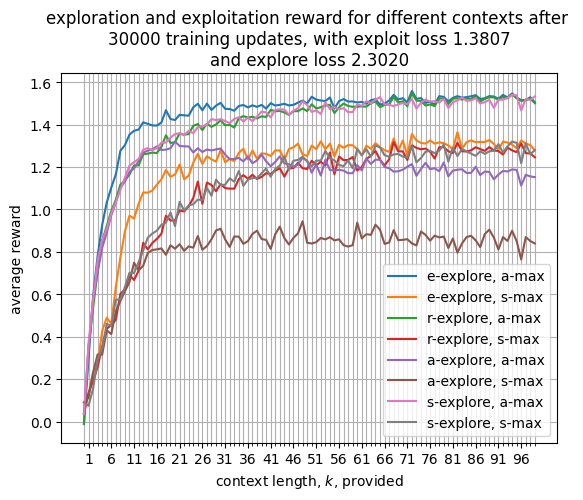 exploration and exploitation reward for different contexts after
30000 training updates, with exploit loss 1.3807
and explore loss 2.3020
1.6
1.4
1.2
1.0
0.8
0.6
0.4
0.2
0.0
average reward
e-explore, a-max
e-explore, s-max
r-explore, a-max
r-explore, s-max
a-explore, a-max
a-explore, s-max
s-explore, a-max
s-explore, s-max
1 6 11 16 21 26 31 36 41 46 51 56 61 66 71 76 81 86 91 96
context length, k, provided